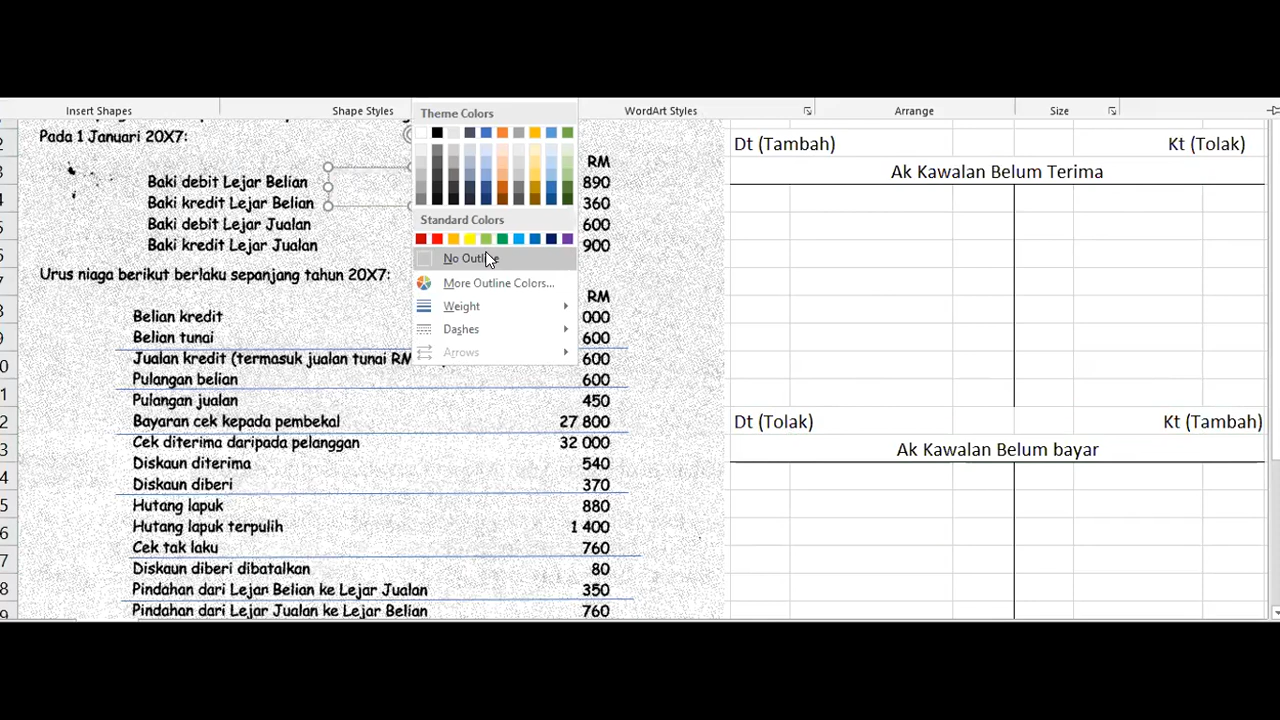 Insert Shapes
Shape Styles
WordArt Styles
Arrange
Size
Theme Colors
Standard Colors
No Outline
More Outline Colors...
Weight
Dashes
Arrows
Pada 1 Januari 20X7:
RM
Baki debit Lejar Belian 890
Baki kredit Lejar Belian 360
Baki debit Lejar Jualan 600
Baki kredit Lejar Jualan 900
Urus niaga berikut berlaku sepanjang tahun 20X7:
RM
Belian kredit 000
Belian tunai 600
Jualan kredit (termasuk jualan tunai RM 600
Pulangan belian 600
Pulangan jualan 450
Bayaran cek kepada pembekal 27 800
Cek diterima daripada pelanggan 32 000
Diskaun diterima 540
Diskaun diberi 370
Hutang lapuk 880
Hutang lapuk terpulih 1 400
Cek tak laku 760
Diskaun diberi dibatalkan 80
Pindahan dari Lejar Belian ke Lejar Jualan 350
Pindahan dari Lejar Jualan ke Lejar Belian 760
Dt (Tambah) Kt (Tolak)
Ak Kawalan Belum Terima
Dt (Tolak) Kt (Tambah)
Ak Kawalan Belum bayar